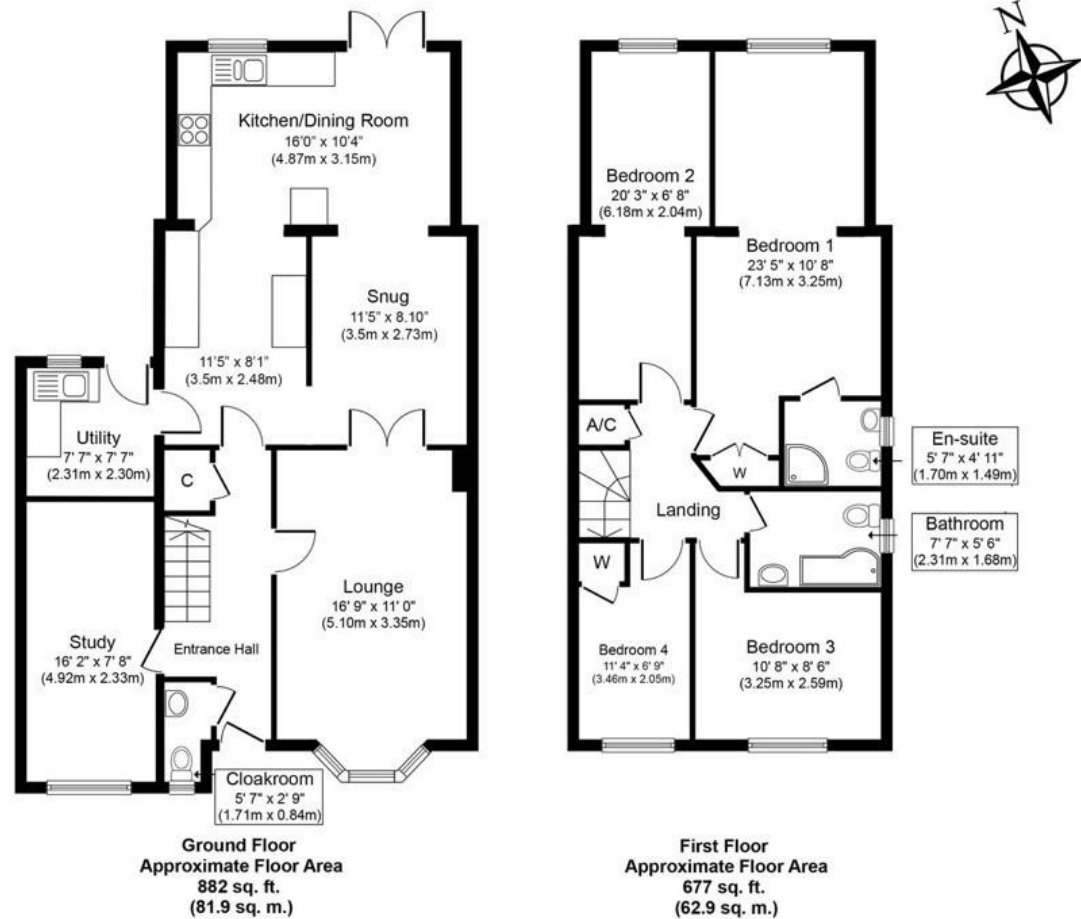 N
Kitchen/Dining Room
16'0" x 10'4"
(4.87m x 3.15m)
Snug
11'5" x 8.10"
(3.5m x 2.73m)
11'5" x 8'1"
(3.5m x 2.48m)
Utility
7' 7" x 7' 7"
(2.31m x 2.30m)
C
Lounge
16' 9" x 11' 0"
(5.10m x 3.35m)
Study
16' 2" x 7' 8"
(4.92m x 2.33m)
Entrance Hall
Cloakroom
5' 7" x 2' 9"
(1.71m x 0.84m)
Ground Floor
Approximate Floor Area
882 sq. ft.
(81.9 sq. m.)
Bedroom 2
20' 3" x 6' 8"
(6.18m x 2.04m)
Bedroom 1
23' 5" x 10' 8"
(7.13m x 3.25m)
A/C
W
En-suite
5' 7" x 4' 11"
(1.70m x 1.49m)
Landing
Bathroom
7' 7" x 5' 6"
(2.31m x 1.68m)
W
Bedroom 4
11' 4" x 6' 9"
(3.46m x 2.05m)
Bedroom 3
10' 8" x 8' 6"
(3.25m x 2.59m)
First Floor
Approximate Floor Area
677 sq. ft.
(62.9 sq. m.)